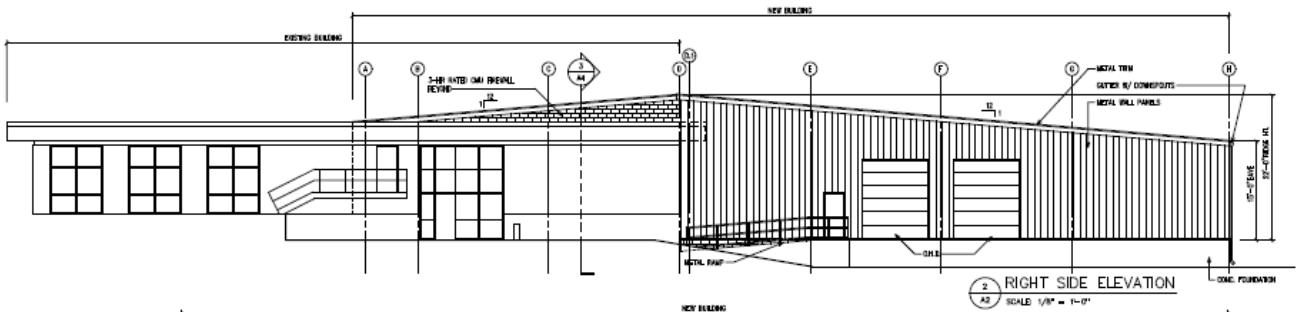 NEW BUILDING
EXISTING BUILDING
A
B
C
3
A4
D
D.1
E
F
G
H
3-HR RATED CMU FIREWALL
BEYOND
12
1
12
1
METAL TRIM
GUTTER W/ DOWNSPOUTS
METAL WALL PANELS
EAVE
RIDGE HT.
METAL RAMP
O.H.D.
CONC. FOUNDATION
2
A2
RIGHT SIDE ELEVATION
SCALE: 1/8" = 1'-0"
NEW BUILDING